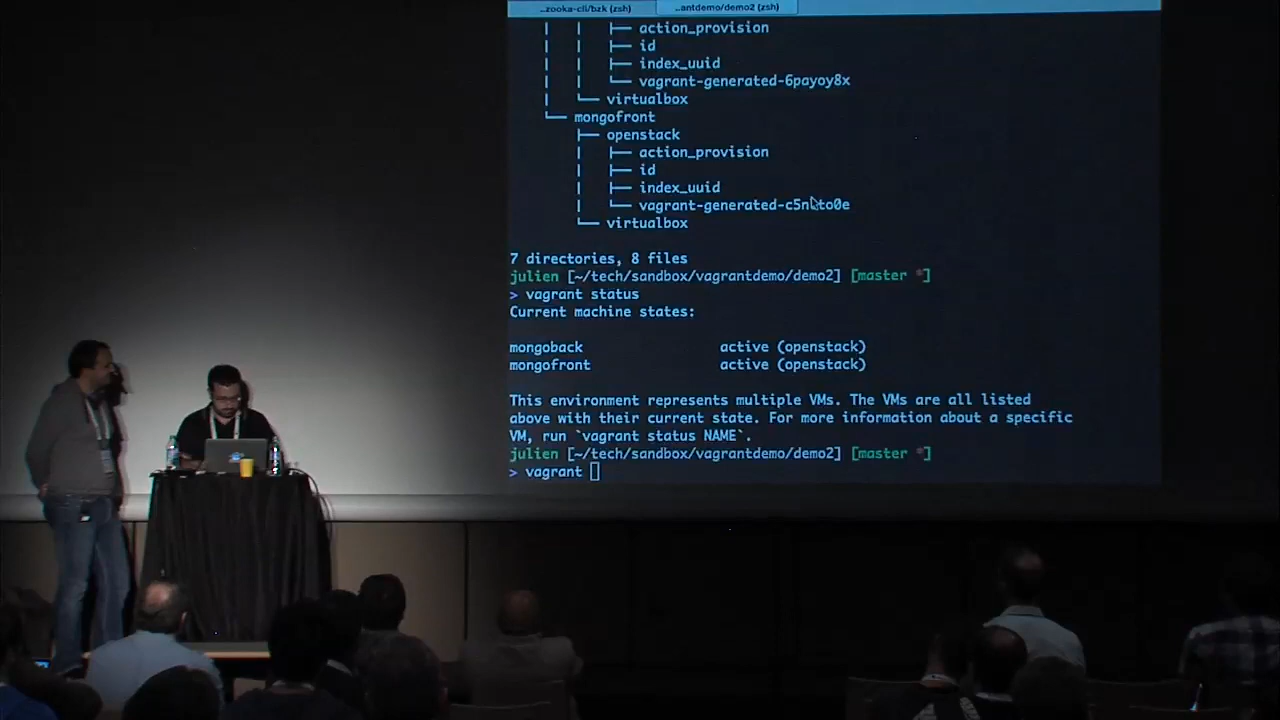 ..zooka-cli/bzk (zsh) ..antdemo/demo2 (zsh)
│ │ ├── action_provision
│ │ ├── id
│ │ ├── index_uuid
│ │ └── vagrant-generated-6payoy8x
│ └── virtualbox
└── mongofront
├── openstack
│ ├── action_provision
│ ├── id
│ ├── index_uuid
│ └──
└── virtualbox
7 directories, 8 files
julien [~/tech/sandbox/vagrantdemo/demo2] [master *]
> vagrant status
Current machine states:
mongoback active (openstack)
mongofront active (openstack)
This environment represents multiple VMs. The VMs are all listed
above with their current state. For more information about a specific
VM, run `vagrant status NAME`.
julien [~/tech/sandbox/vagrantdemo/demo2] [master *]
> vagrant